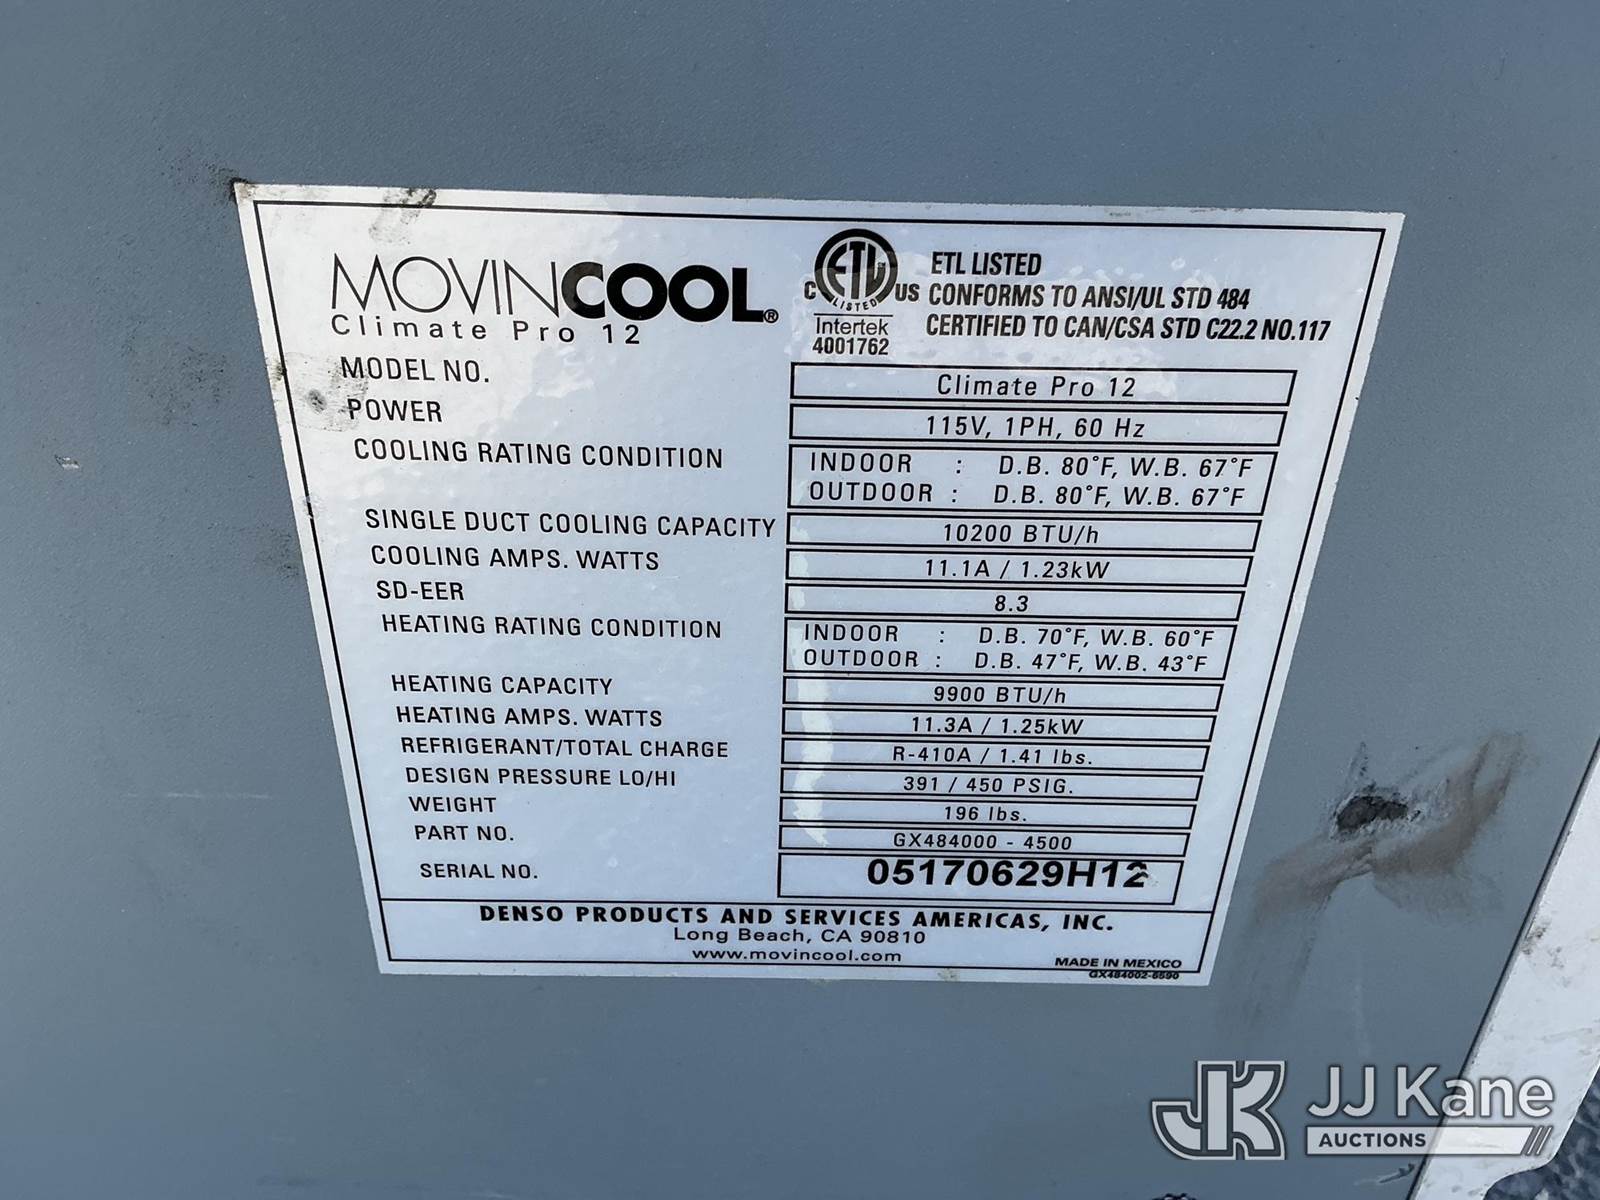 MOVINCOOL®
Climate Pro 12
C ETL LISTED US
Intertek
4001762
ETL LISTED
CONFORMS TO ANSI/UL STD 484
CERTIFIED TO CAN/CSA STD C22.2 NO.117
MODEL NO. Climate Pro 12
POWER 115V, 1PH, 60 Hz
COOLING RATING CONDITION INDOOR : D.B. 80°F, W.B. 67°F
OUTDOOR : D.B. 80°F, W.B. 67°F
SINGLE DUCT COOLING CAPACITY 10200 BTU/h
COOLING AMPS. WATTS 11.1A / 1.23kW
SD-EER 8.3
HEATING RATING CONDITION INDOOR : D.B. 70°F, W.B. 60°F
OUTDOOR : D.B. 47°F, W.B. 43°F
HEATING CAPACITY 9900 BTU/h
HEATING AMPS. WATTS 11.3A / 1.25kW
REFRIGERANT/TOTAL CHARGE R-410A / 1.41 lbs.
DESIGN PRESSURE LO/HI 391 / 450 PSIG.
WEIGHT 196 lbs.
PART NO. GX484000 - 4500
SERIAL NO. 05170629H12
DENSO PRODUCTS AND SERVICES AMERICAS, INC.
Long Beach, CA 90810
www.movincool.com
MADE IN MEXICO
GX484002-6590
JK JJ Kane
AUCTIONS